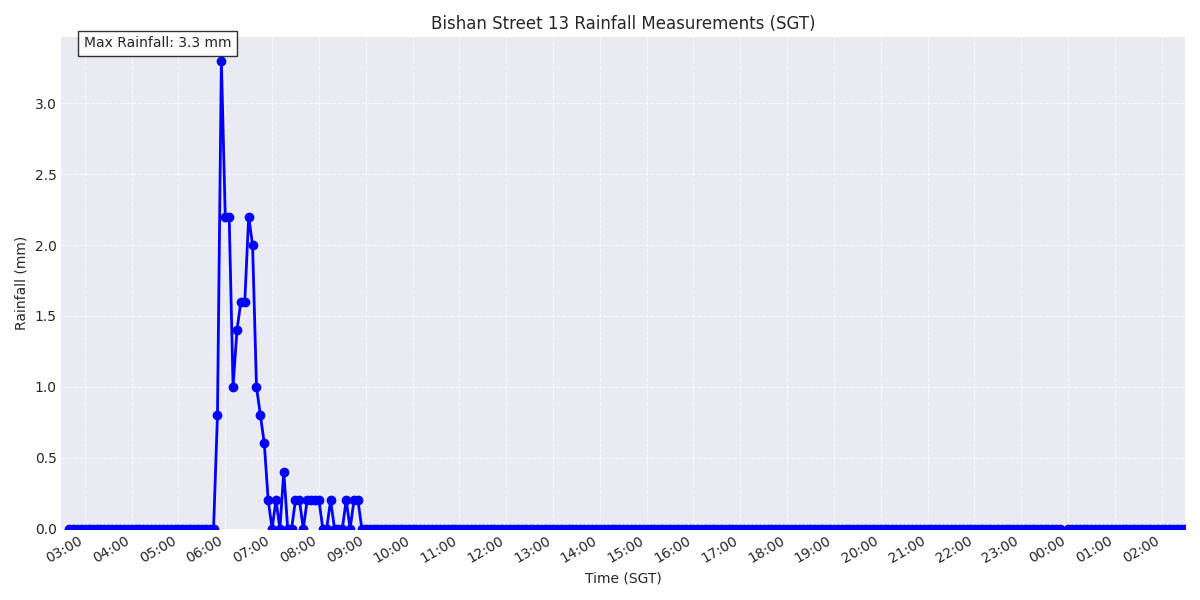 Bishan Street 13 Rainfall Measurements (SGT)
Max Rainfall: 3.3 mm
3.0
2.5
2.0
1.5
1.0
0.5
0.0
Rainfall (mm)
03:00 04:00 05:00 06:00 07:00 08:00 09:00 10:00 11:00 12:00 13:00 14:00 15:00 16:00 17:00 18:00 19:00 20:00 21:00 22:00 23:00 00:00 01:00 02:00
Time (SGT)